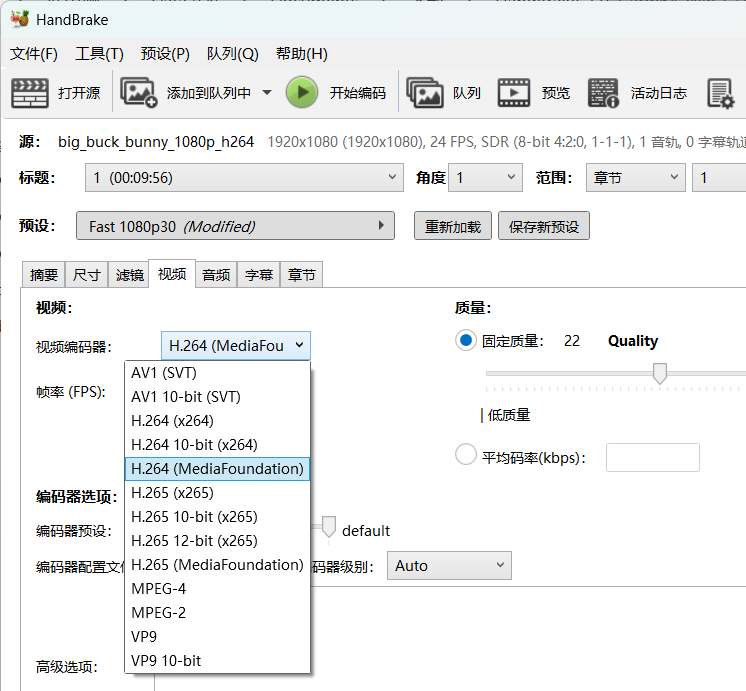 HandBrake
文件(F) 工具(T) 预设(P) 队列(Q) 帮助(H)
打开源 添加到队列中 开始编码 队列 预览 活动日志
源： big_buck_bunny_1080p_h264 1920x1080 (1920x1080), 24 FPS, SDR (8-bit 4:2:0, 1-1-1), 1 音轨, 0 字幕轨道
标题： 1 (00:09:56) 角度 1 范围： 章节 1
预设： Fast 1080p30 (Modified) 重新加载 保存新预设
摘要 尺寸 滤镜 视频 音频 字幕 章节
视频：
视频编码器： H.264 (MediaFou
AV1 (SVT)
帧率 (FPS)：
AV1 10-bit (SVT)
H.264 (x264)
H.264 10-bit (x264)
H.264 (MediaFoundation)
H.265 (x265)
H.265 10-bit (x265)
H.265 12-bit (x265)
H.265 (MediaFoundation)
MPEG-4
MPEG-2
VP9
VP9 10-bit
质量：
固定质量： 22 Quality
低质量
平均码率(kbps)：
编码器选项：
编码器预设： default
编码器配置文 码器级别： Auto
高级选项：